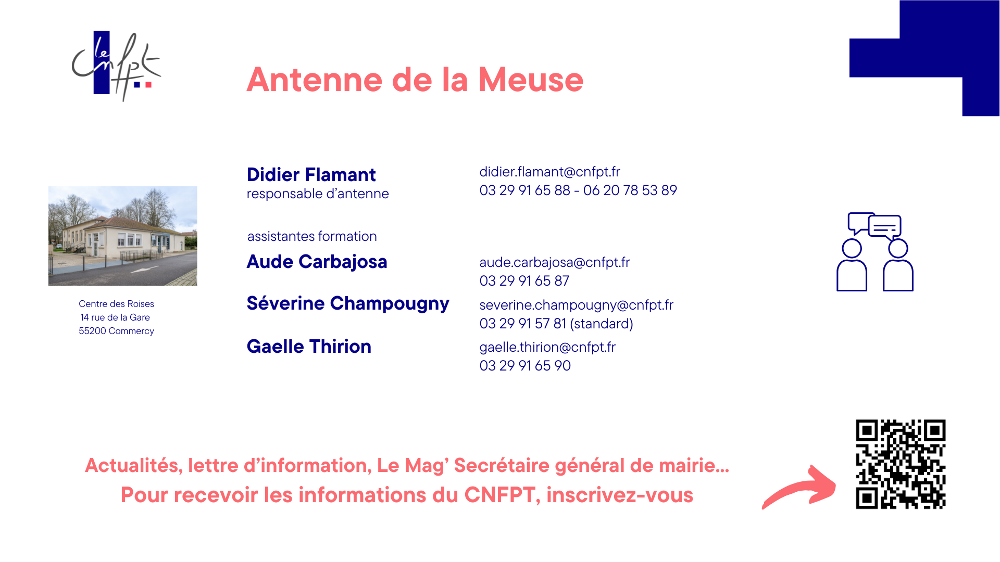 le cnfpt
Antenne de la Meuse
Didier Flamant
responsable d’antenne
didier.flamant@cnfpt.fr
03 29 91 65 88 - 06 20 78 53 89
assistantes formation
Aude Carbajosa
aude.carbajosa@cnfpt.fr
03 29 91 65 87
Séverine Champougny
severine.champougny@cnfpt.fr
03 29 91 57 81 (standard)
Gaelle Thirion
gaelle.thirion@cnfpt.fr
03 29 91 65 90
Centre des Roises
14 rue de la Gare
55200 Commercy
Actualités, lettre d’information, Le Mag’ Secrétaire général de mairie...
Pour recevoir les informations du CNFPT, inscrivez-vous